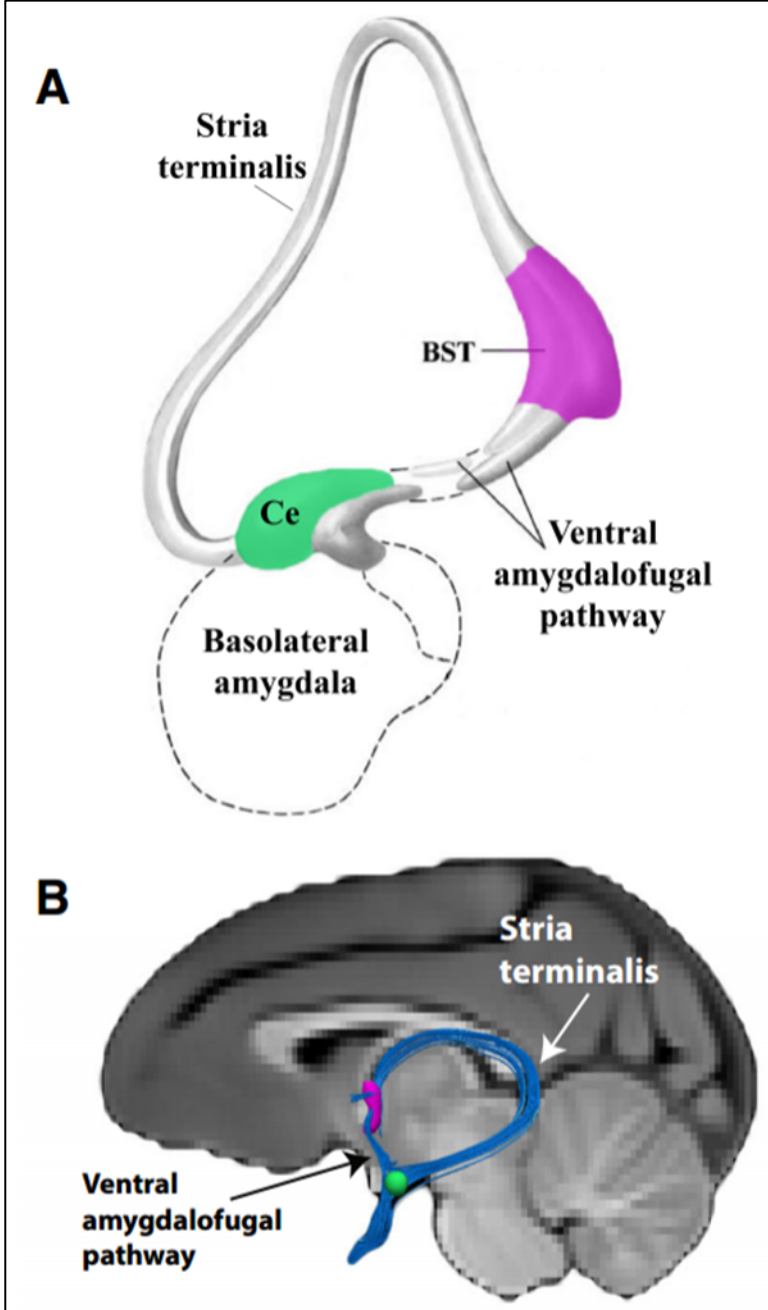 A
Stria
terminalis
BST
Ce
Ventral
amygdalofugal
pathway
Basolateral
amygdala
B
Stria
terminalis
Ventral
amygdalofugal
pathway